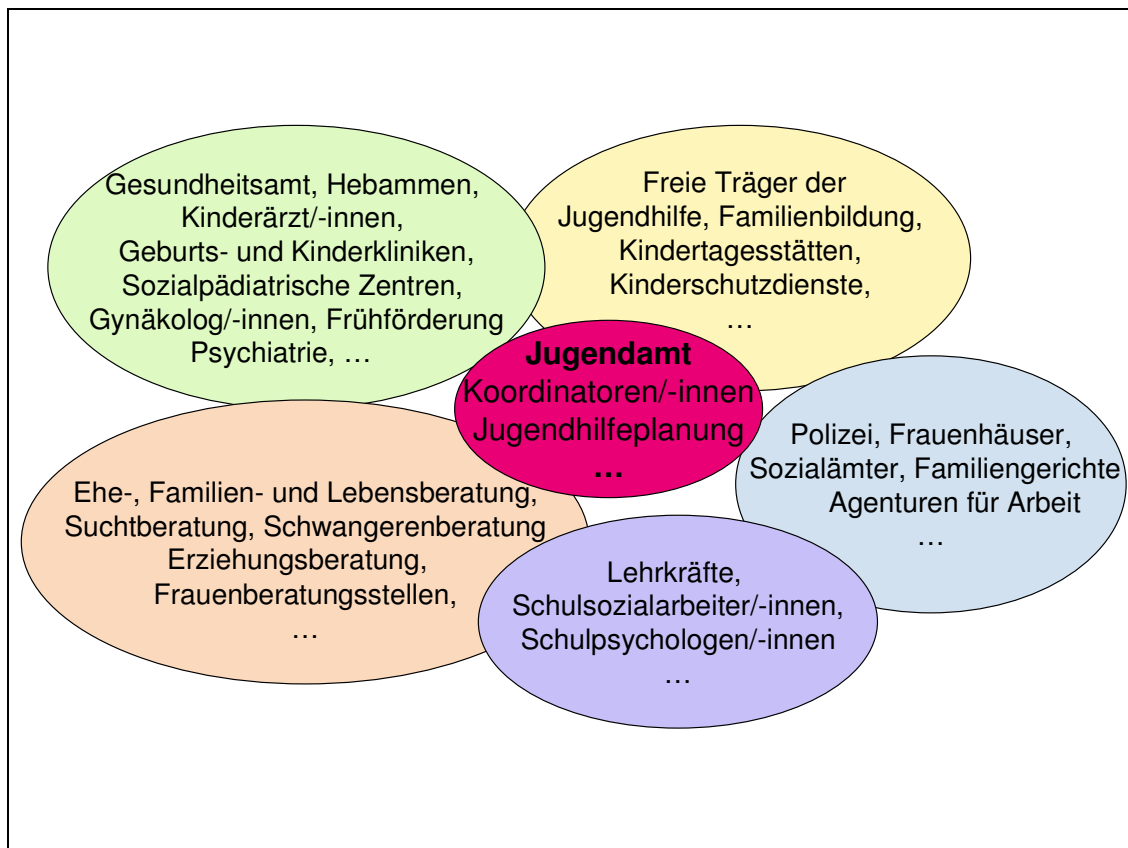 Gesundheitsamt, Hebammen,
Kinderärzt/-innen,
Geburts- und Kinderkliniken,
Sozialpädiatrische Zentren,
Gynäkolog/-innen, Frühförderung
Psychiatrie, …
Freie Träger der
Jugendhilfe, Familienbildung,
Kindertagesstätten,
Kinderschutzdienste,
…
Jugendamt
Koordinatoren/-innen
Jugendhilfeplanung
…
Polizei, Frauenhäuser,
Sozialämter, Familiengerichte
Agenturen für Arbeit
…
Ehe-, Familien- und Lebensberatung,
Suchtberatung, Schwangerenberatung
Erziehungsberatung,
Frauenberatungsstellen,
…
Lehrkräfte,
Schulsozialarbeiter/-innen,
Schulpsychologen/-innen
…